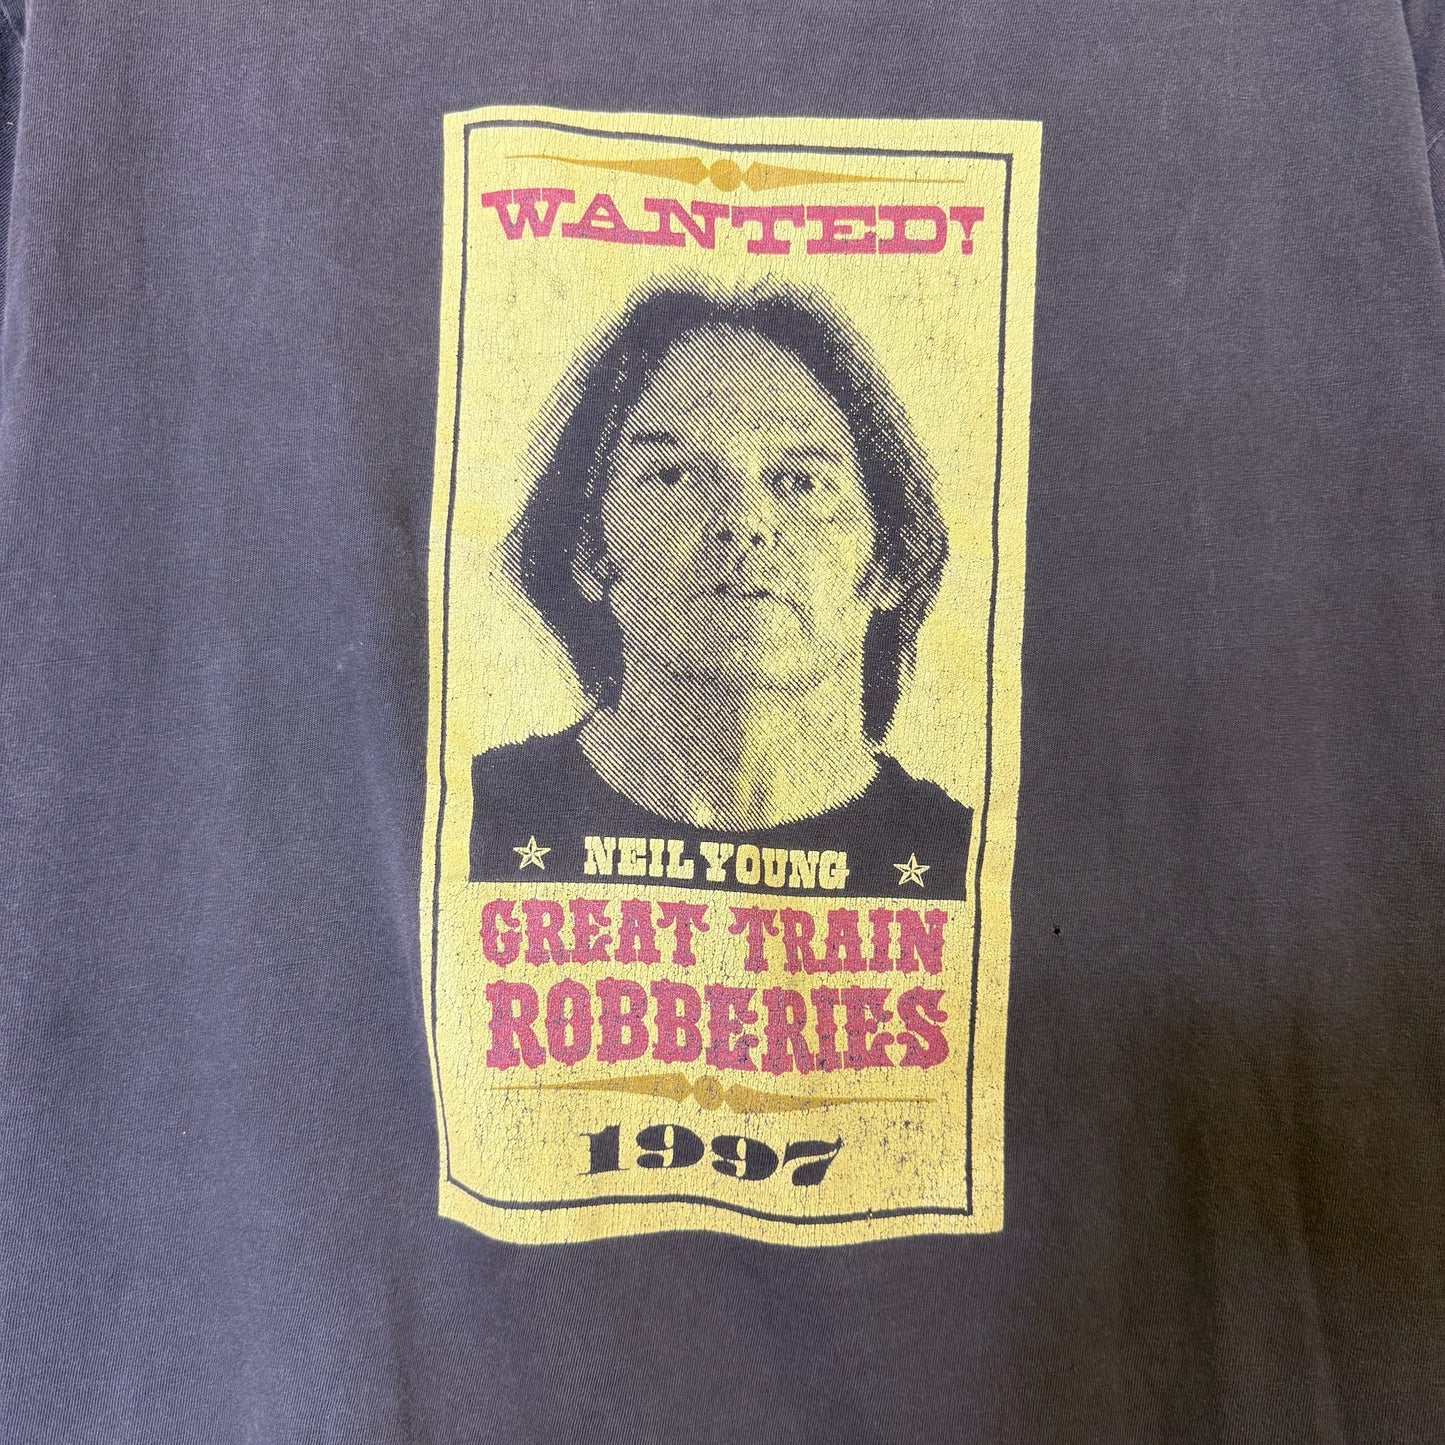 WANTED!
NEIL YOUNG
GREAT TRAIN
ROBBERIES
1997